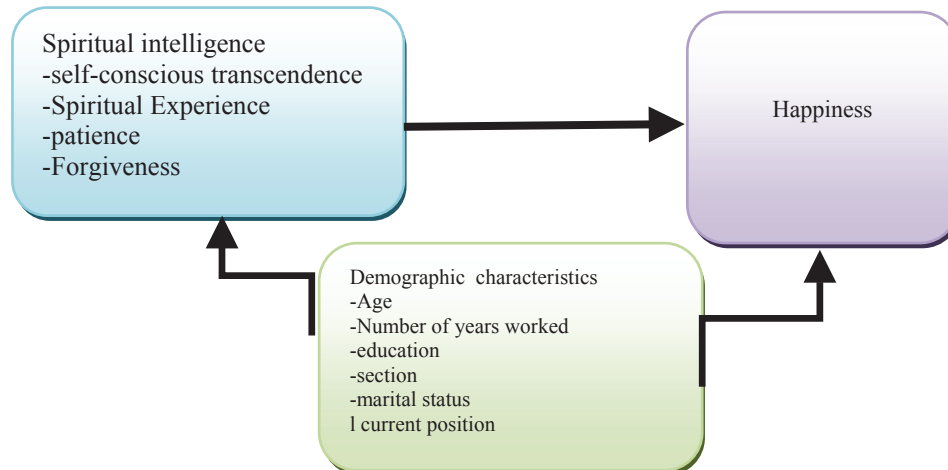 Spiritual intelligence
-self-conscious transcendence
-Spiritual Experience
-patience
-Forgiveness
Happiness
Demographic characteristics
-Age
-Number of years worked
-education
-section
-marital status
l current position